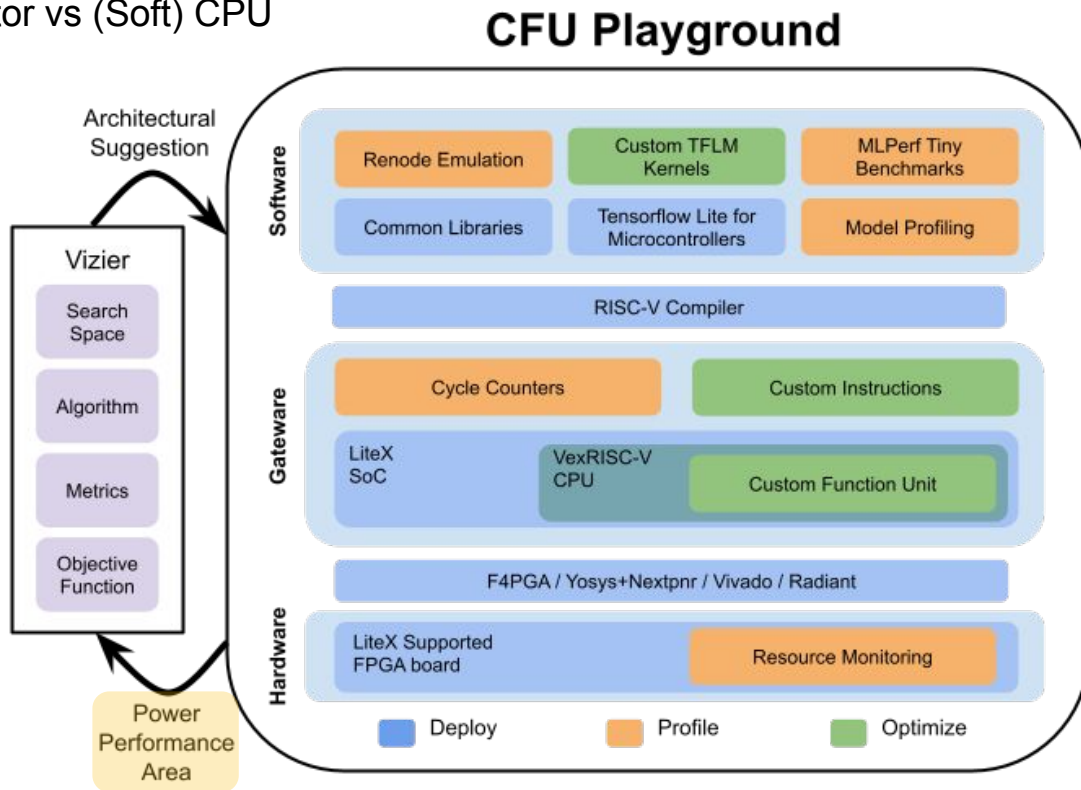 tor vs (Soft) CPU
CFU Playground
Architectural
Suggestion
Vizier
Search
Space
Algorithm
Metrics
Objective
Function
Power
Performance
Area
Software
Renode Emulation
Custom TFLM
Kernels
MLPerf Tiny
Benchmarks
Common Libraries
Tensorflow Lite for
Microcontrollers
Model Profiling
RISC-V Compiler
Gateware
Cycle Counters
Custom Instructions
LiteX
SoC
VexRISC-V
CPU
Custom Function Unit
F4PGA / Yosys+Nextpnr / Vivado / Radiant
Hardware
LiteX Supported
FPGA board
Resource Monitoring
Deploy
Profile
Optimize